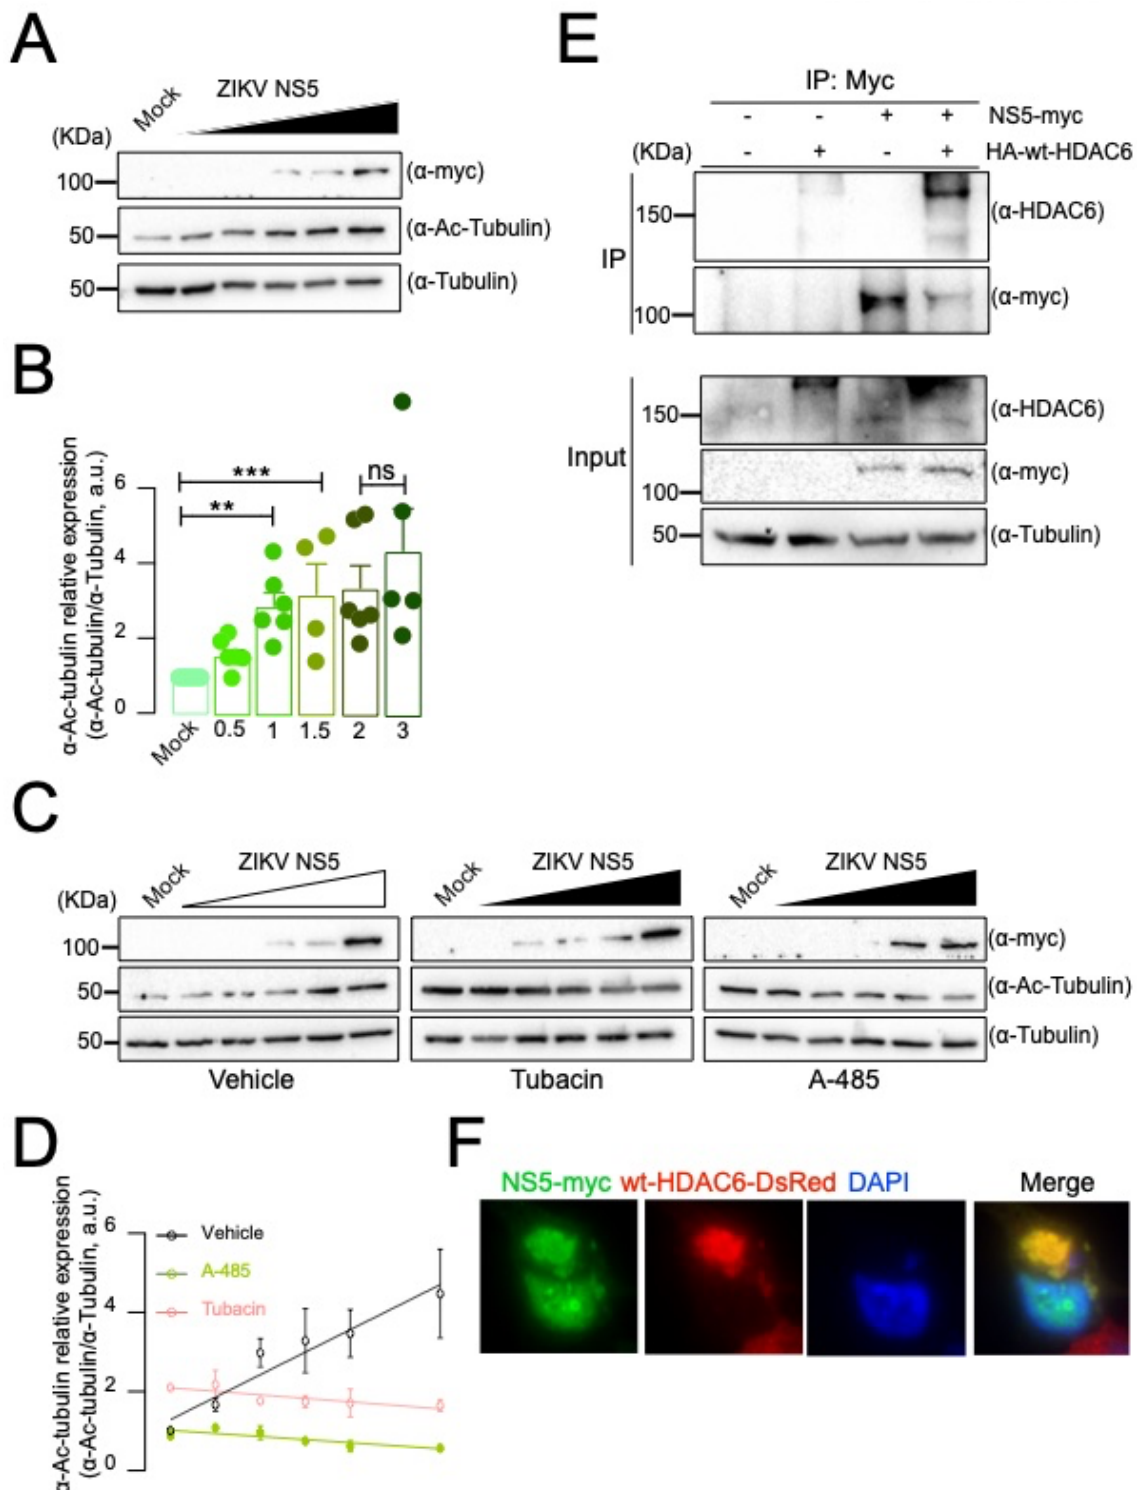 A
Mock
ZIKV NS5
(KDa)
100
(α-myc)
50
(α-Ac-Tubulin)
50
(α-Tubulin)
B
α-Ac-tubulin relative expression
(α-Ac-tubulin/α-Tubulin, a.u.)
6
4
2
0
**
***
ns
Mock
0.5
1
1.5
2
3
C
Mock
ZIKV NS5
Mock
ZIKV NS5
Mock
ZIKV NS5
(KDa)
100
(α-myc)
50
(α-Ac-Tubulin)
50
(α-Tubulin)
Vehicle
Tubacin
A-485
D
α-Ac-tubulin relative expression
(α-Ac-tubulin/α-Tubulin, a.u.)
6
4
2
0
Vehicle
A-485
Tubacin
E
IP: Myc
- - + + NS5-myc
(KDa) - + - + HA-wt-HDAC6
IP
150
(α-HDAC6)
100
(α-myc)
Input
150
(α-HDAC6)
100
(α-myc)
50
(α-Tubulin)
F
NS5-myc wt-HDAC6-DsRed DAPI Merge